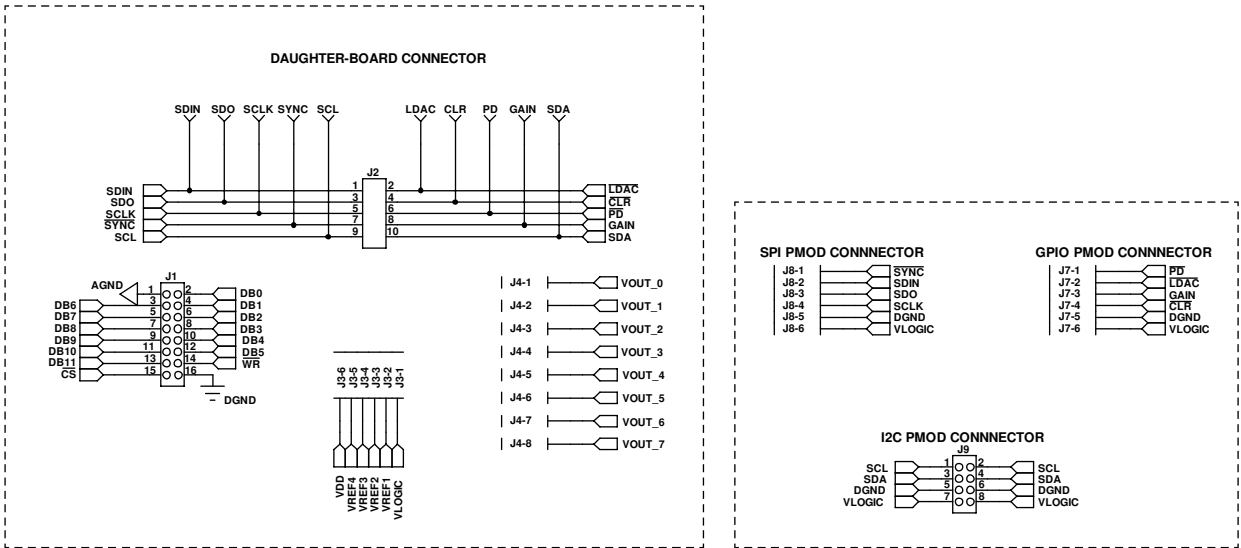 DAUGHTER-BOARD CONNECTOR
SDIN SDO SCLK SYNC SCL LDAC CLR PD GAIN SDA
J2
SDIN 1 2 LDAC
SDO 3 4 CLR
SCLK 5 6 PD
SYNC 7 8 GAIN
SCL 9 10 SDA
J1
AGND 1 2 DB0
DB6 3 4 DB1
DB7 5 6 DB2
DB8 7 8 DB3
DB9 9 10 DB4
DB10 11 12 DB5
DB11 13 14 WR
CS 15 16
DGND
J3-6 J3-5 J3-4 J3-3 J3-2 J3-1
VDD VREF4 VREF3 VREF2 VREF1 VLOGIC
J4-1 VOUT_0
J4-2 VOUT_1
J4-3 VOUT_2
J4-4 VOUT_3
J4-5 VOUT_4
J4-6 VOUT_5
J4-7 VOUT_6
J4-8 VOUT_7
SPI PMOD CONNNECTOR
J8-1 SYNC
J8-2 SDIN
J8-3 SDO
J8-4 SCLK
J8-5 DGND
J8-6 VLOGIC
GPIO PMOD CONNNECTOR
J7-1 PD
J7-2 LDAC
J7-3 GAIN
J7-4 CLR
J7-5 DGND
J7-6 VLOGIC
I2C PMOD CONNNECTOR
J9
SCL 1 2 SCL
SDA 3 4 SDA
DGND 5 6 DGND
VLOGIC 7 8 VLOGIC